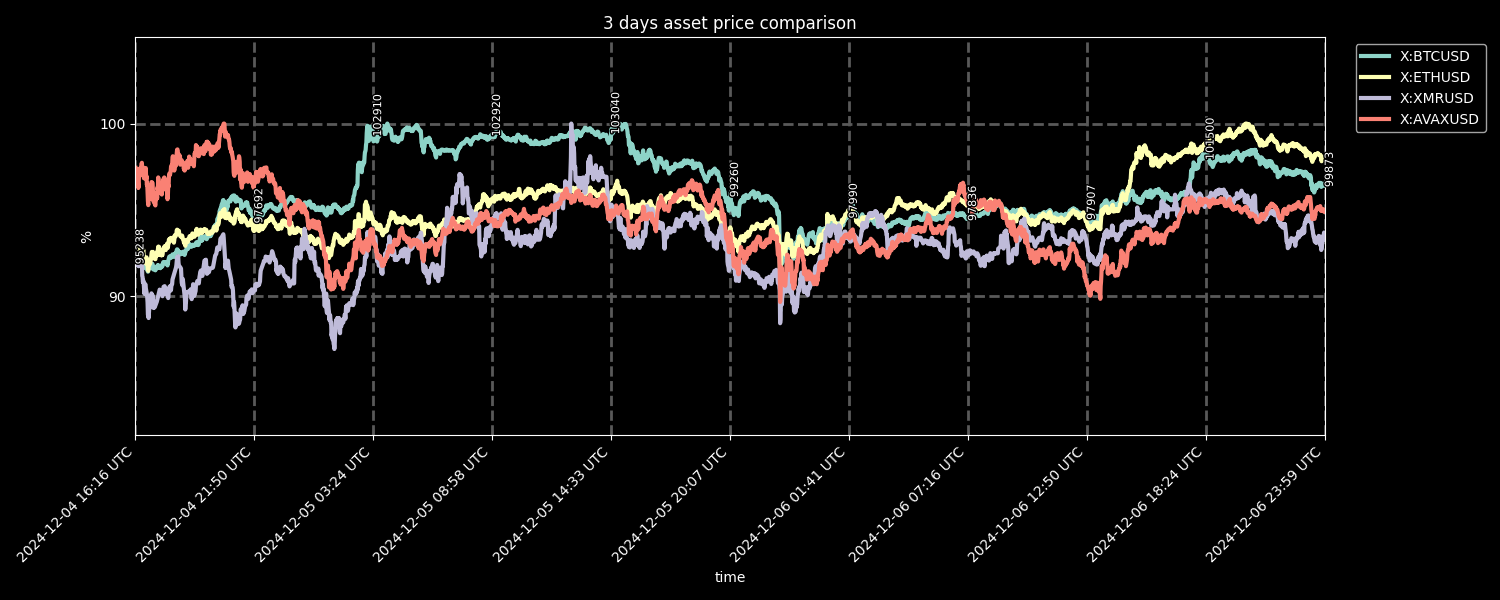 3 days asset price comparison
X:BTCUSD
X:ETHUSD
X:XMRUSD
X:AVAXUSD
%
100
90
95238
97692
102910
102920
103040
99260
97990
97836
97907
101500
99873
2024-12-04 16:16 UTC
2024-12-04 21:50 UTC
2024-12-05 03:24 UTC
2024-12-05 08:58 UTC
2024-12-05 14:33 UTC
2024-12-05 20:07 UTC
2024-12-06 01:41 UTC
2024-12-06 07:16 UTC
2024-12-06 12:50 UTC
2024-12-06 18:24 UTC
2024-12-06 23:59 UTC
time